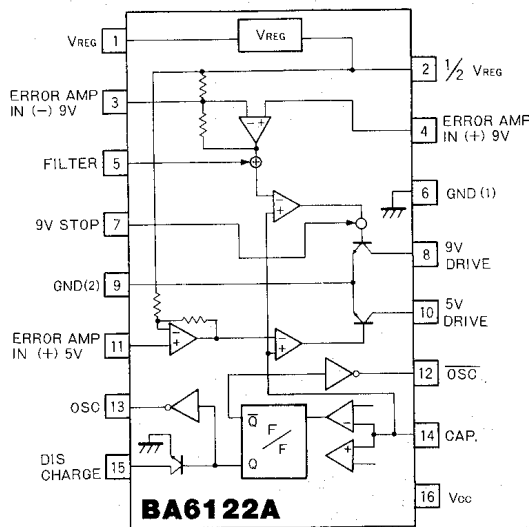 VREG
1
VREG
2
1/2 VREG
ERROR AMP
IN (−) 9V
3
4
ERROR AMP
IN (+) 9V
FILTER
5
6
GND (1)
9V STOP
7
8
9V
DRIVE
GND(2)
9
10
5V
DRIVE
ERROR AMP
IN (+) 5V
11
12
OSC
OSC
13
Q
F/F
Q
14
CAP.
DIS
CHARGE
15
16
Vcc
BA6122A